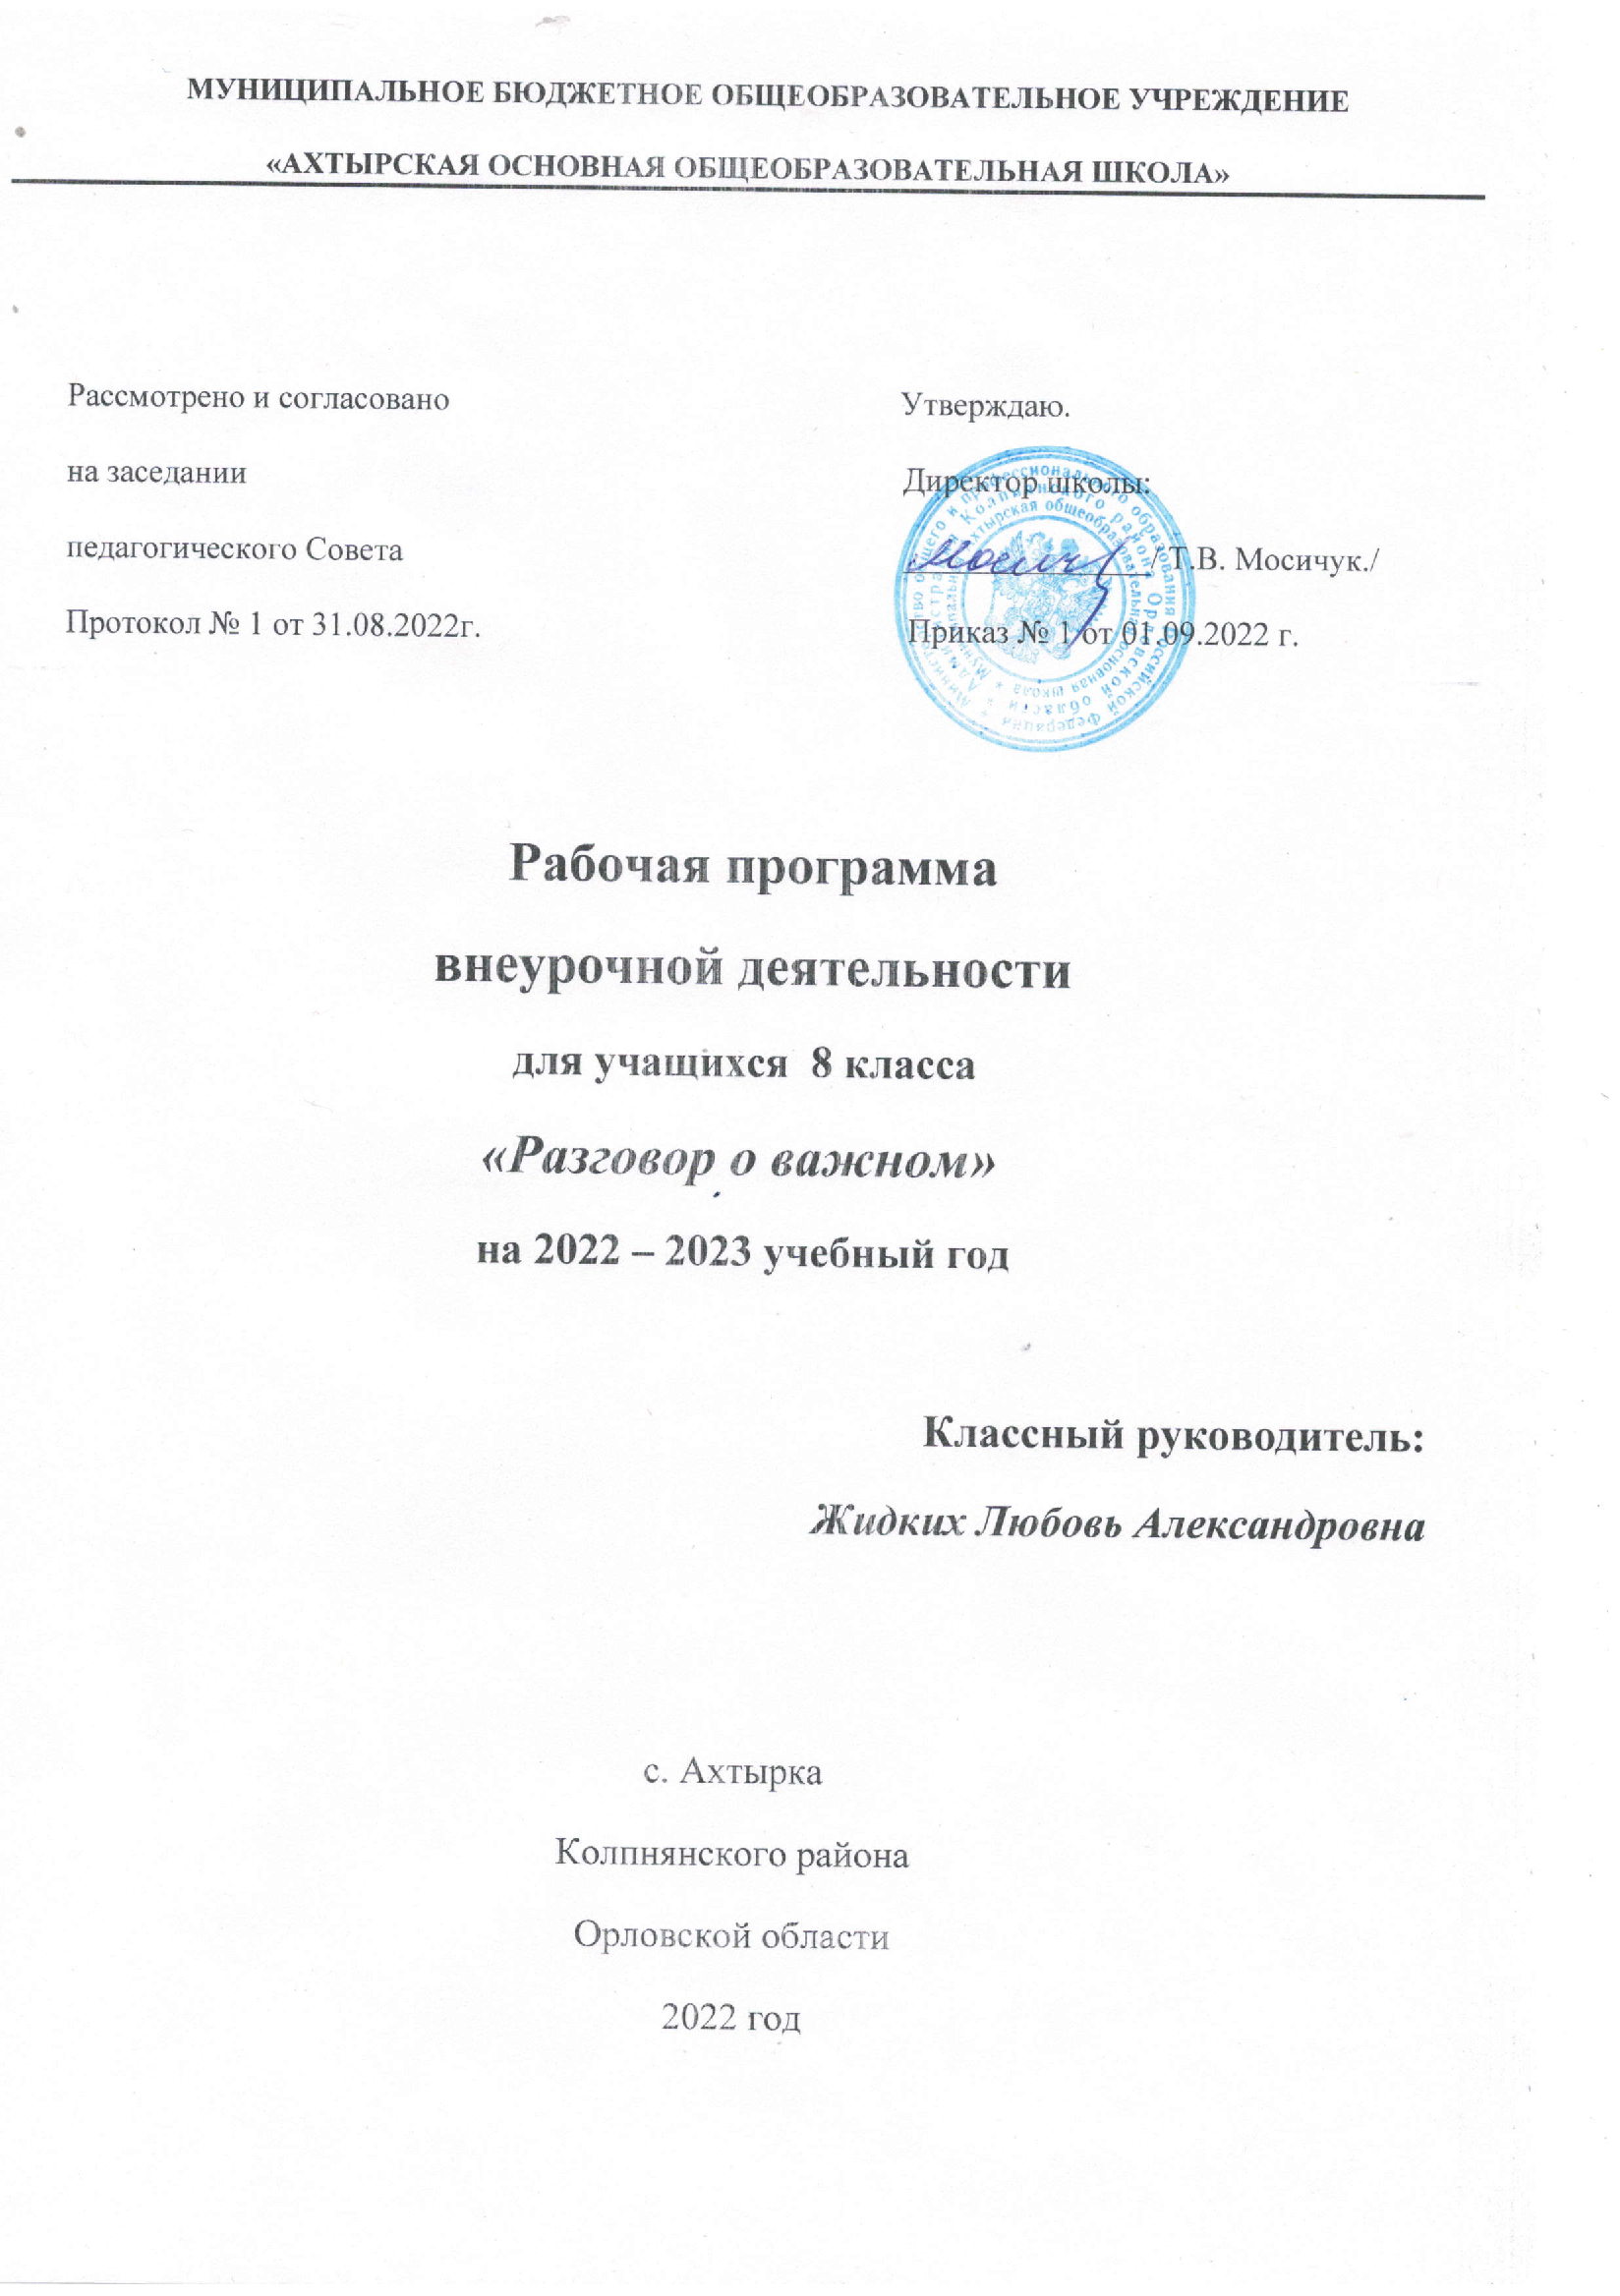 МУНИЦИПАЛЬНОЕ БЮДЖЕТНОЕ ОБЩЕОБРАЗОВАТЕЛЬНОЕ УЧРЕЖДЕНИЕ
«АХТЫРСКАЯ ОСНОВНАЯ ОБЩЕОБРАЗОВАТЕЛЬНАЯ ШКОЛА»
Рассмотрено и согласовано
на заседании
педагогического Совета
Протокол № 1 от 31.08.2022г.
Утверждаю.
Директор школы:
/ Т.В. Мосичук./
Приказ № 1 от 01.09.2022 г.
Рабочая программа
внеурочной деятельности
для учащихся 8 класса
«Разговор о важном»
на 2022 – 2023 учебный год
Классный руководитель:
Жидких Любовь Александровна
с. Ахтырка
Колпнянского района
Орловской области
2022 год